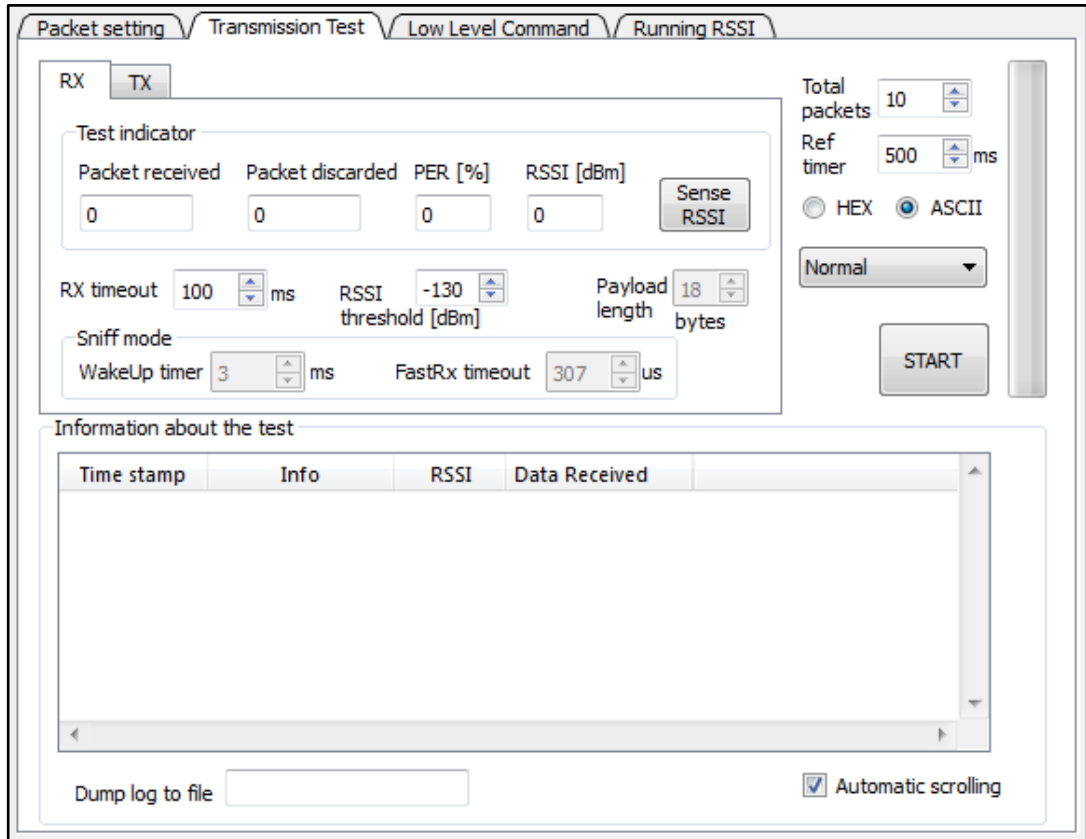 Packet setting Transmission Test Low Level Command Running RSSI
RX TX
Total packets 10
Ref timer 500 ms
HEX ASCII
Normal
START
Test indicator
Packet received Packet discarded PER [%] RSSI [dBm]
0 0 0 0
Sense
RSSI
RX timeout 100 ms RSSI threshold [dBm] -130 Payload length 18 bytes
Sniff mode
WakeUp timer 3 ms FastRx timeout 307 us
Information about the test
Time stamp Info RSSI Data Received
Dump log to file Automatic scrolling